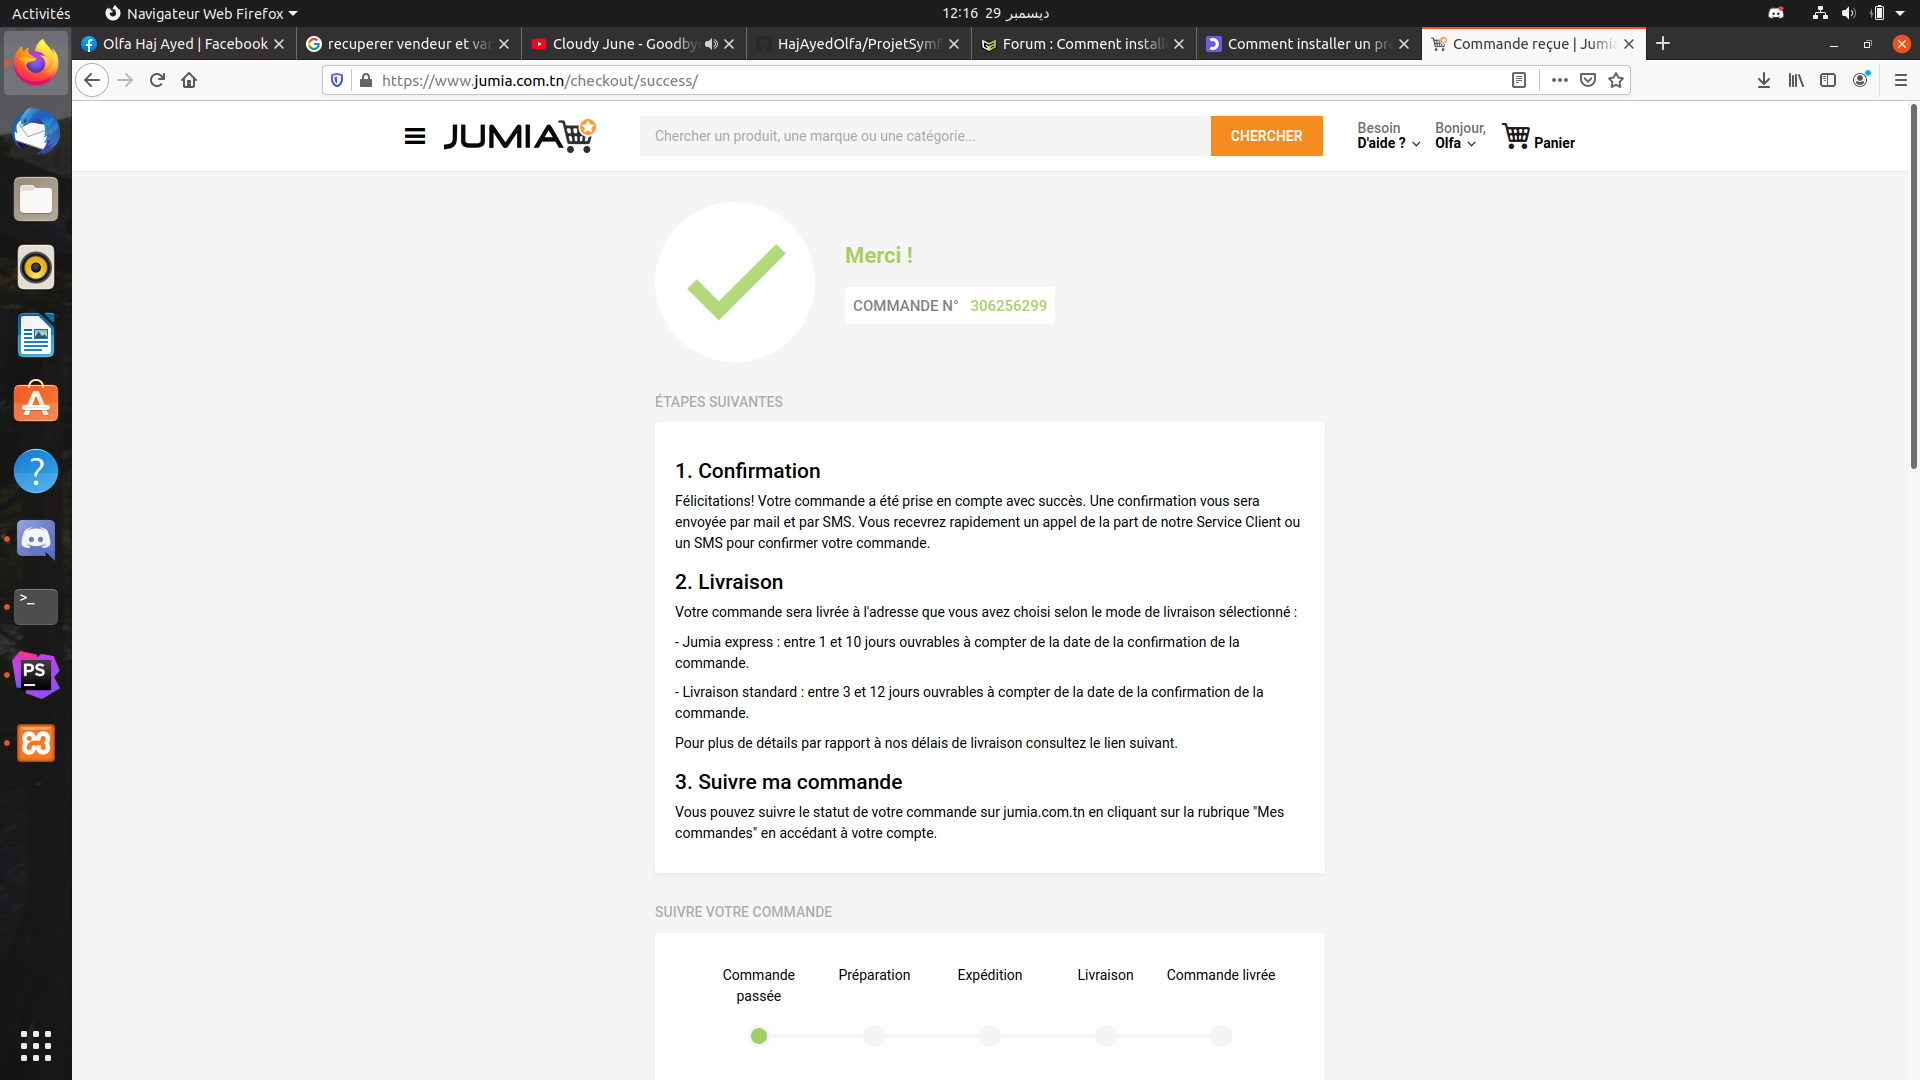 Activités
Navigateur Web Firefox
12:16 29 ديسمبر
Olfa Haj Ayed | Facebook
recuperer vendeur et va
Cloudy June - Goodby
HajAyedOlfa/ProjetSymf
Forum : Comment install
Comment installer un pr
Commande reçue | Jumia
https://www.jumia.com.tn/checkout/success/
JUMIA
Chercher un produit, une marque ou une catégorie...
CHERCHER
Besoin
D'aide ?
Bonjour,
Olfa
Panier
Merci !
COMMANDE N° 306256299
ÉTAPES SUIVANTES
1. Confirmation
Félicitations! Votre commande a été prise en compte avec succès. Une confirmation vous sera
envoyée par mail et par SMS. Vous recevrez rapidement un appel de la part de notre Service Client ou
un SMS pour confirmer votre commande.
2. Livraison
Votre commande sera livrée à l'adresse que vous avez choisi selon le mode de livraison sélectionné :
- Jumia express : entre 1 et 10 jours ouvrables à compter de la date de la confirmation de la
commande.
- Livraison standard : entre 3 et 12 jours ouvrables à compter de la date de la confirmation de la
commande.
Pour plus de détails par rapport à nos délais de livraison consultez le lien suivant.
3. Suivre ma commande
Vous pouvez suivre le statut de votre commande sur jumia.com.tn en cliquant sur la rubrique "Mes
commandes" en accédant à votre compte.
SUIVRE VOTRE COMMANDE
Commande
passée
Préparation
Expédition
Livraison
Commande livrée
PS